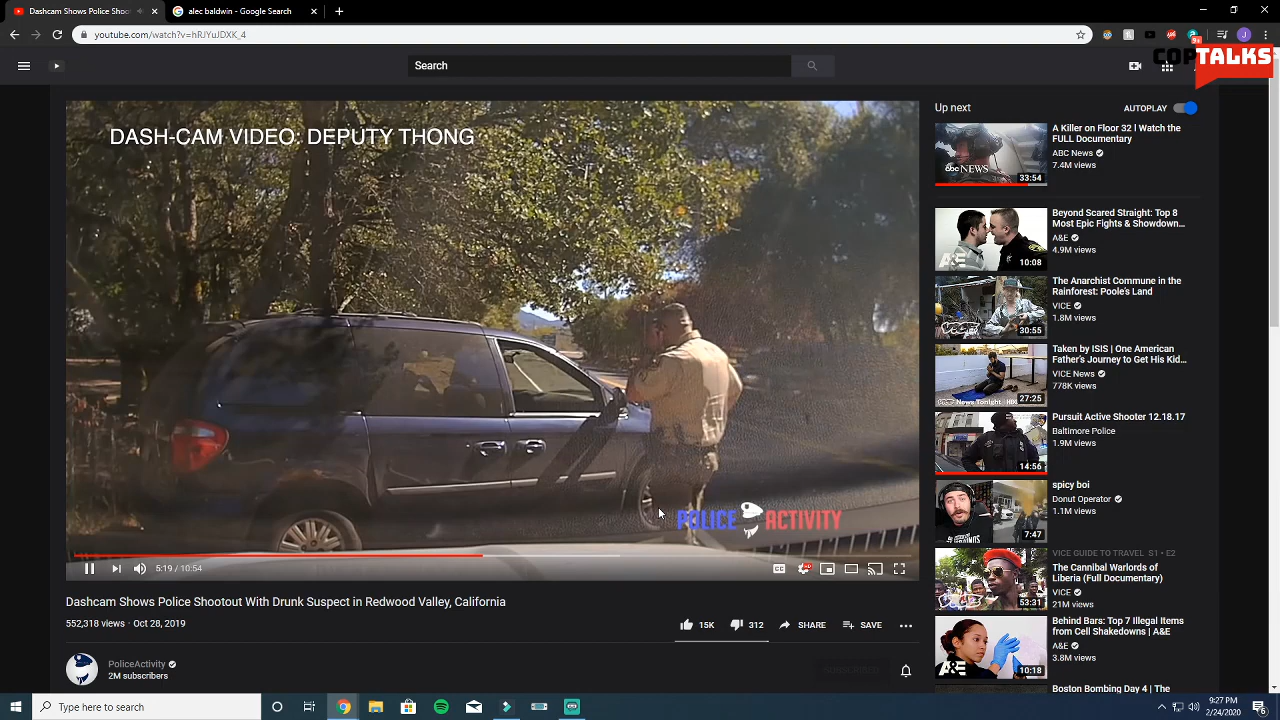 Dashcam Shows Police Shoo
alec baldwin - Google Search
youtube.com/watch?v=hRJYuJDXK_4
9+
COPTALKS
Search
DASH-CAM VIDEO: DEPUTY THONG
POLICE ACTIVITY
5:19 / 10:54
CC
HD
Dashcam Shows Police Shootout With Drunk Suspect in Redwood Valley, California
552,318 views • Oct 28, 2019
15K
312
SHARE
SAVE
PoliceActivity
2M subscribers
SUBSCRIBED
Up next
AUTOPLAY
abc NEWS
33:54
A Killer on Floor 32 l Watch the
FULL Documentary
ABC News
7.4M views
A&E
10:08
Beyond Scared Straight: Top 8
Most Epic Fights & Showdown...
A&E
4.9M views
30:55
The Anarchist Commune in the
Rainforest: Poole's Land
VICE
1.8M views
27:25
Taken by ISIS | One American
Father's Journey to Get His Kid...
VICE News
778K views
14:56
Pursuit Active Shooter 12.18.17
Baltimore Police
1.9M views
7:47
spicy boi
Donut Operator
1.1M views
53:31
VICE GUIDE TO TRAVEL S1 • E2
The Cannibal Warlords of
Liberia (Full Documentary)
VICE
21M views
A&E
10:18
Behind Bars: Top 7 Illegal Items
from Cell Shakedowns | A&E
A&E
3.8M views
Boston Bombing Day 4 | The
Type here to search
9:27 PM
2/24/2020
6